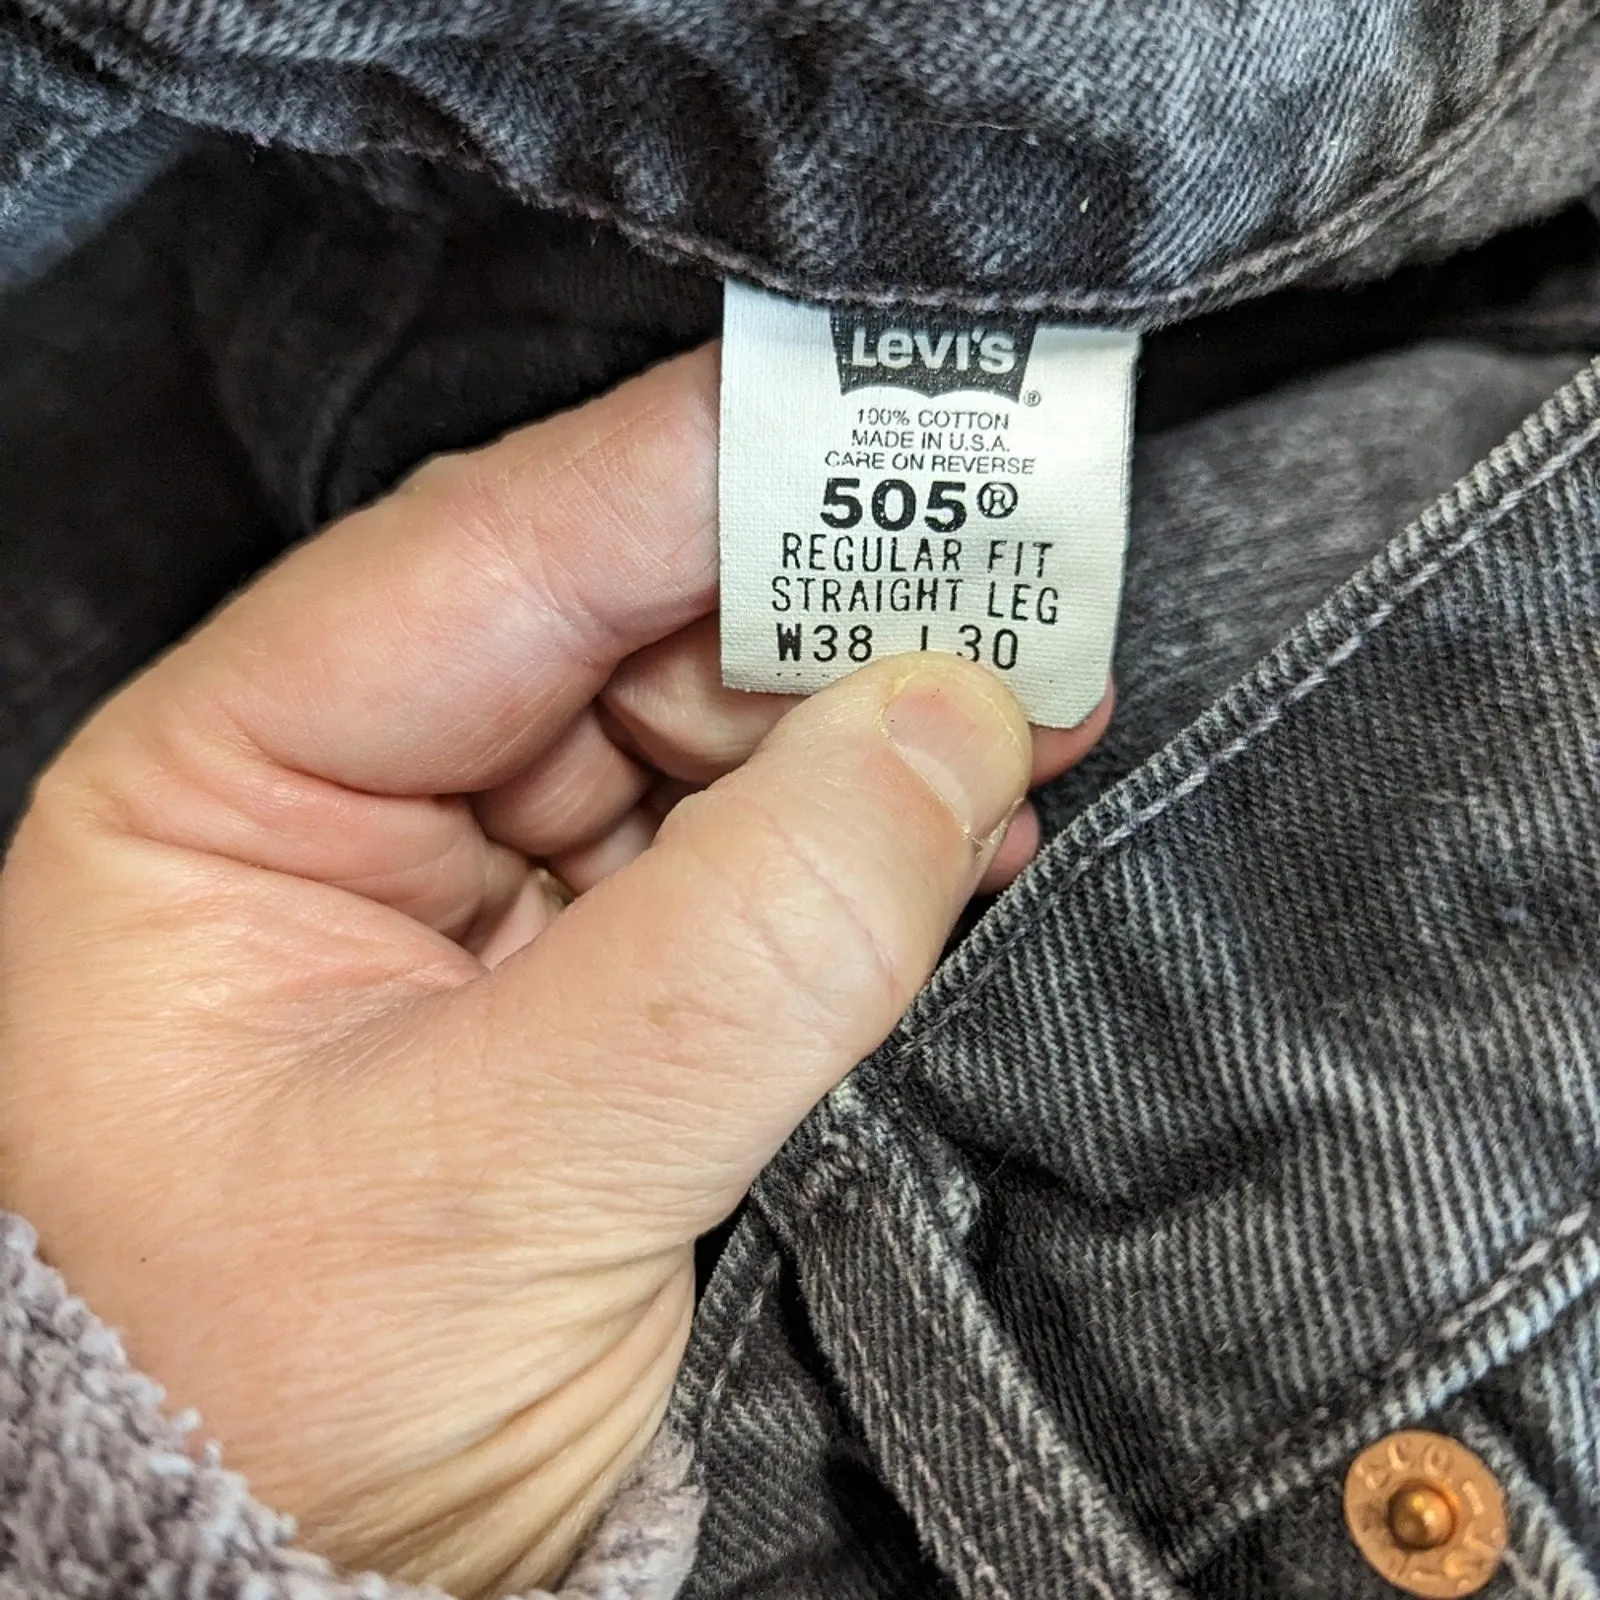 Levi's
®
100% COTTON
MADE IN U.S.A.
CARE ON REVERSE
505®
REGULAR FIT
STRAIGHT LEG
W38 L30